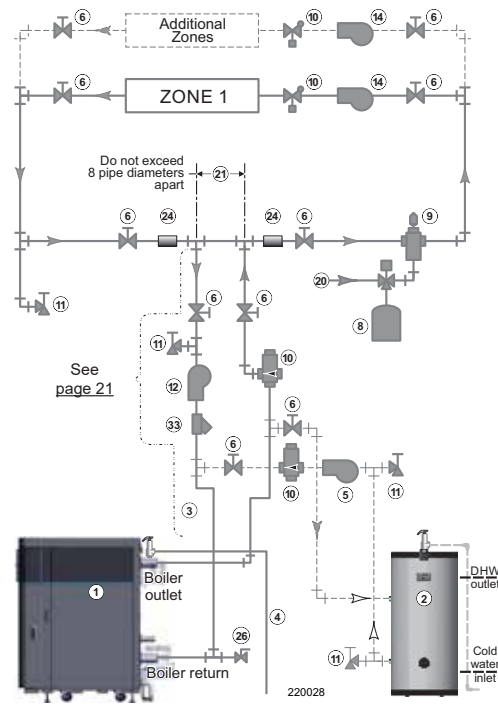 Additional
Zones
6
10
14
6
6
ZONE 1
10
14
6
Do not exceed
8 pipe diameters
apart
21
6
24
24
6
9
20
8
11
6
6
11
See
page 21
12
10
33
6
6
3
10
5
11
1
Boiler
outlet
4
2
DHW
outlet
26
11
Boiler return
Cold
water
inlet
220028